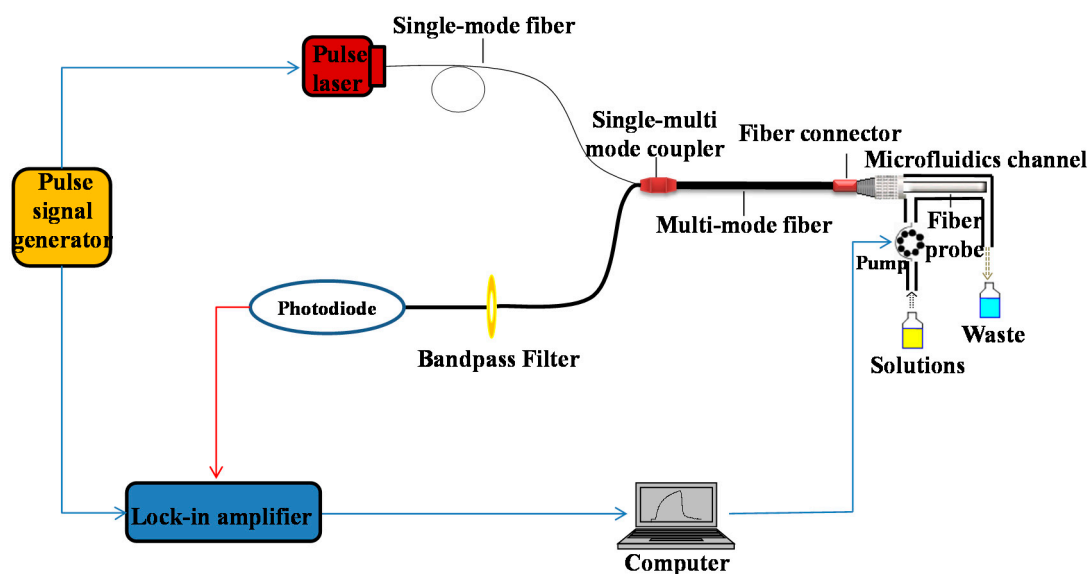 Single-mode fiber
Pulse
laser
Single-multi
mode coupler
Fiber connector
Microfluidics channel
Pulse
signal
generator
Multi-mode fiber
Fiber
probe
Pump
Photodiode
Bandpass Filter
Waste
Solutions
Lock-in amplifier
Computer